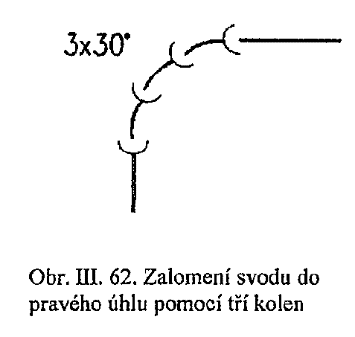 3x30°
Obr. III. 62. Zalomení svodu do
pravého úhlu pomocí tří kolen